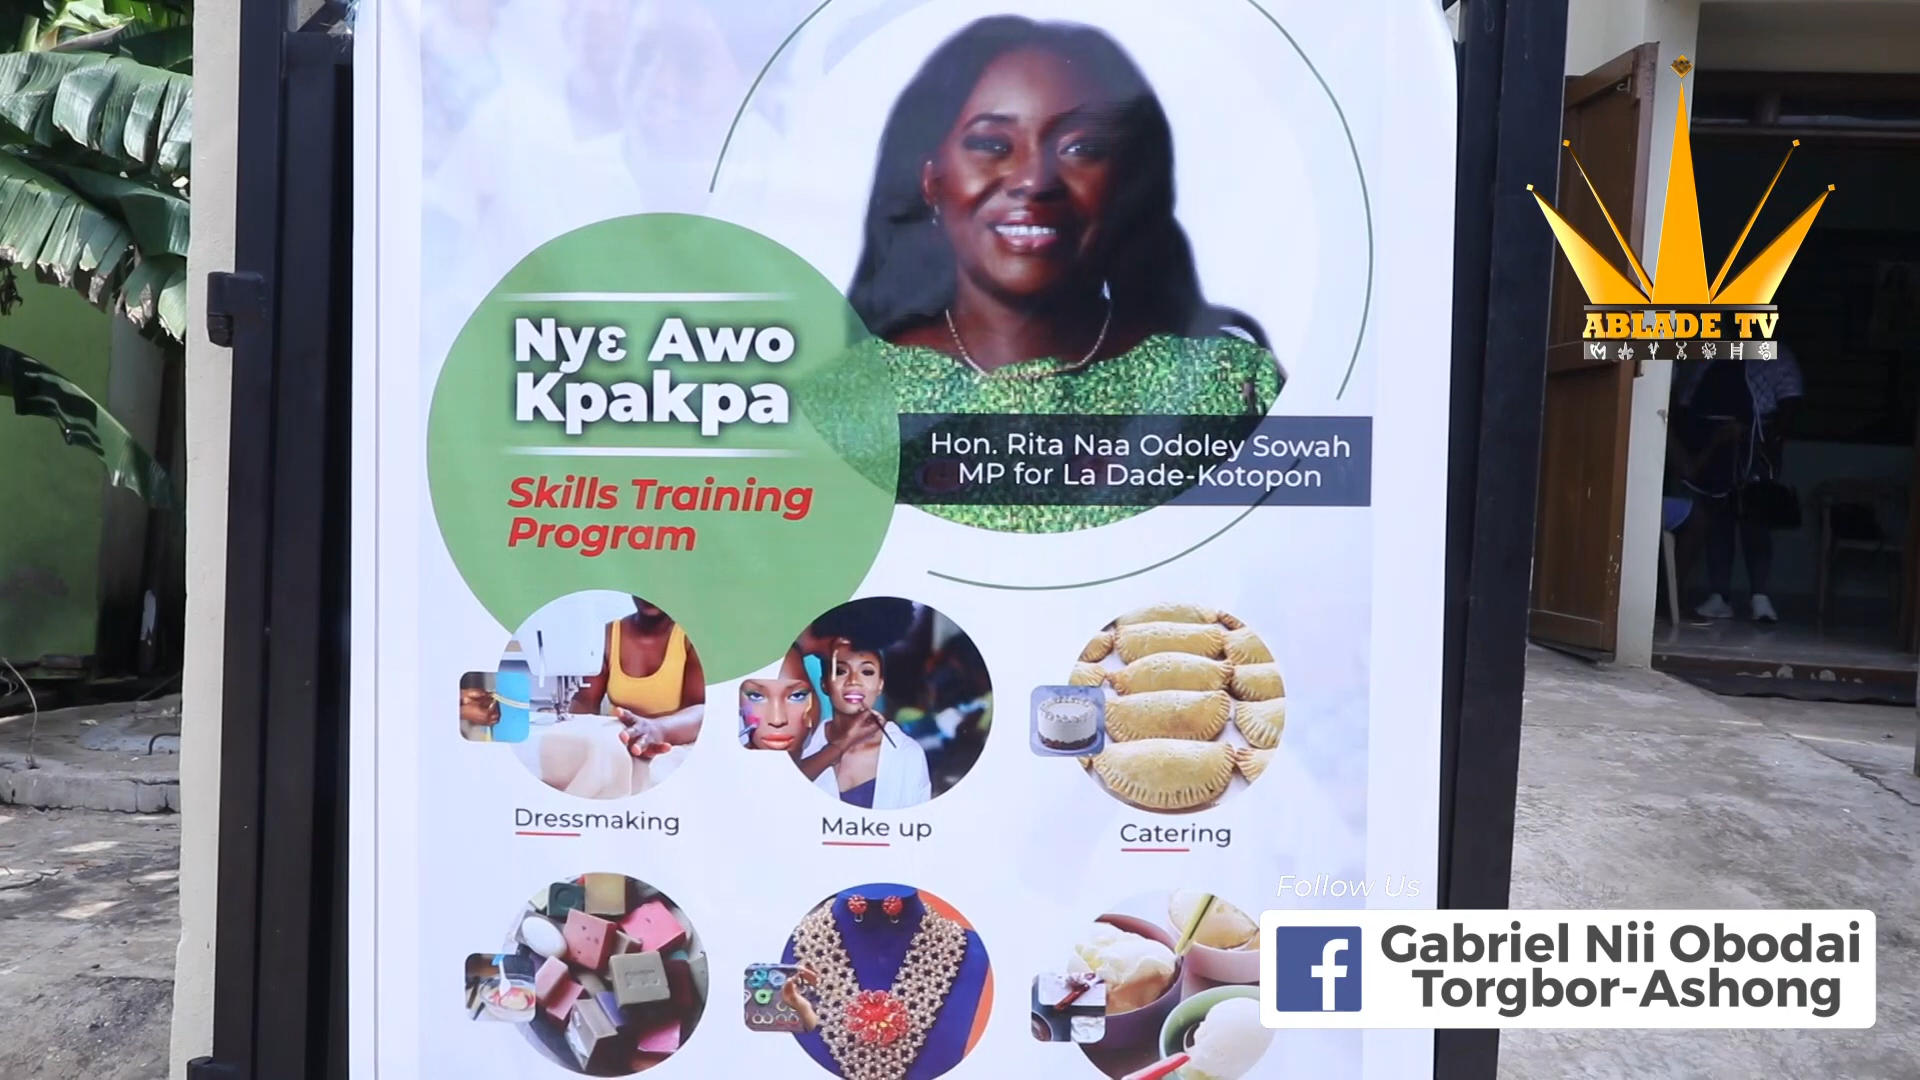 Nyɛ Awo
Kpakpa
Skills Training
Program
Hon. Rita Naa Odoley Sowah
MP for La Dade-Kotopon
Dressmaking
Make up
Catering
ABLADE TV
Follow Us
Gabriel Nii Obodai
Torgbor-Ashong